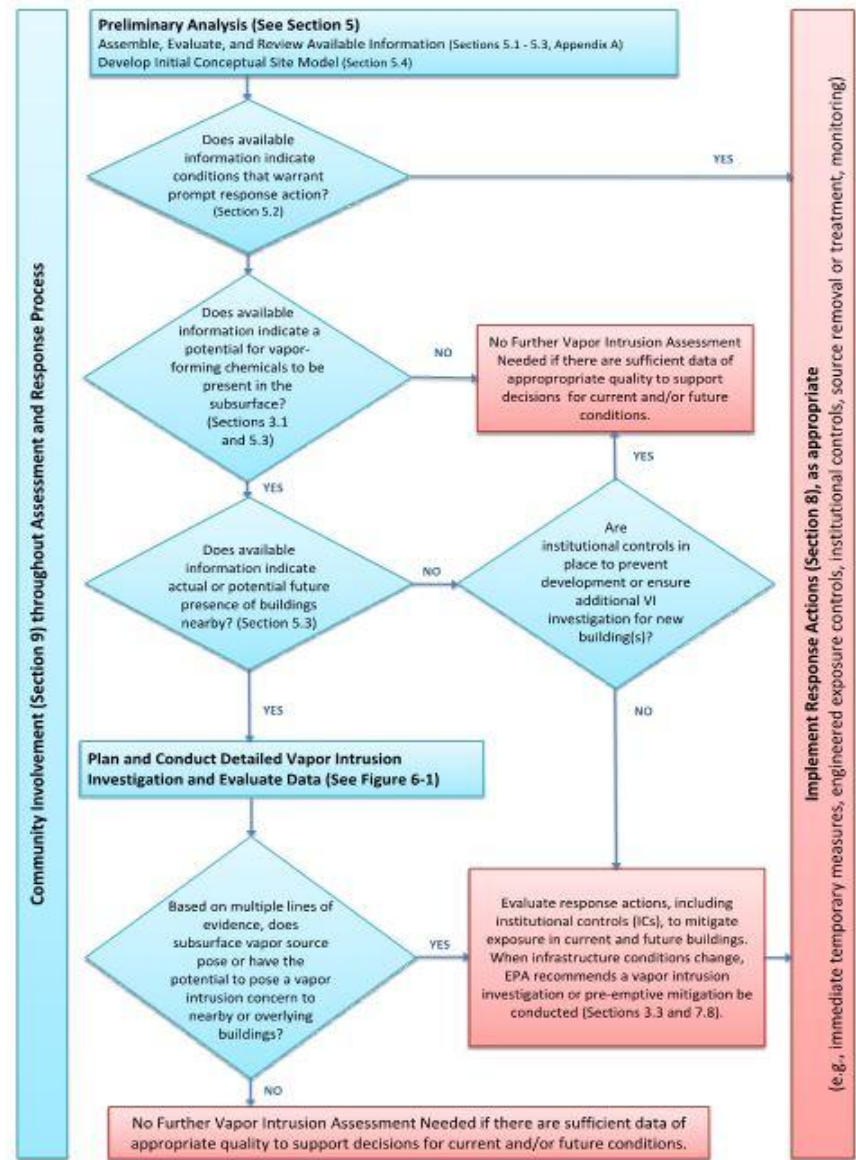 Community Involvement (Section 9) throughout Assessment and Response Process
Preliminary Analysis (See Section 5)
Assemble, Evaluate, and Review Available Information (Sections 5.1 - 5.3, Appendix A)
Develop Initial Conceptual Site Model (Section 5.4)
Does available
information indicate
conditions that warrant
prompt response action?
(Section 5.2)
YES
Does available
information indicate a
potential for vapor-
forming chemicals to be
present in the
subsurface?
(Sections 3.1
and 5.3)
NO
No Further Vapor Intrusion Assessment
Needed if there are sufficient data of
appropropriate quality to support
decisions for current and/or future
conditions.
YES
YES
Does available
information indicate
actual or potential future
presence of buildings
nearby? (Section 5.3)
NO
Are
institutional controls in
place to prevent
development or ensure
additional VI
investigation for new
building(s)?
YES
NO
Plan and Conduct Detailed Vapor Intrusion
Investigation and Evaluate Data (See Figure 6-1)
Based on multiple lines of
evidence, does
subsurface vapor source
pose or have the
potential to pose a vapor
intrusion concern to
nearby or overlying
buildings?
YES
Evaluate response actions, including
institutional controls (ICs), to mitigate
exposure in current and future buildings.
When infrastructure conditions change,
EPA recommends a vapor intrusion
investigation or pre-emptive mitigation be
conducted (Sections 3.3 and 7.8).
NO
No Further Vapor Intrusion Assessment Needed if there are sufficient data of
appropriate quality to support decisions for current and/or future conditions.
Implement Response Actions (Section 8), as appropriate
(e.g., immediate temporary measures, engineered exposure controls, institutional controls, source removal or treatment, monitoring)